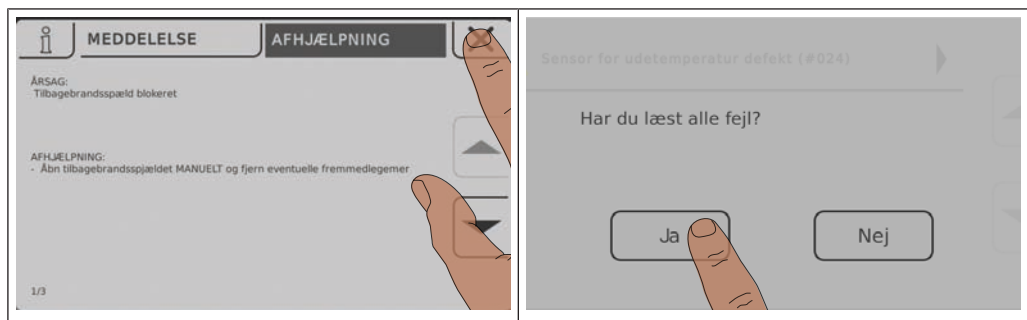 i MEDDELELSE AFHJÆLPNING
ÅRSAG:
Tilbagebrandsspæld blokeret
AFHJÆLPNING:
- Åbn tilbagebrandsspjældet MANUELT og fjern eventuelle fremmedlegemer
1/3
Sensor for udetemperatur defekt (#024)
Har du læst alle fejl?
Ja Nej